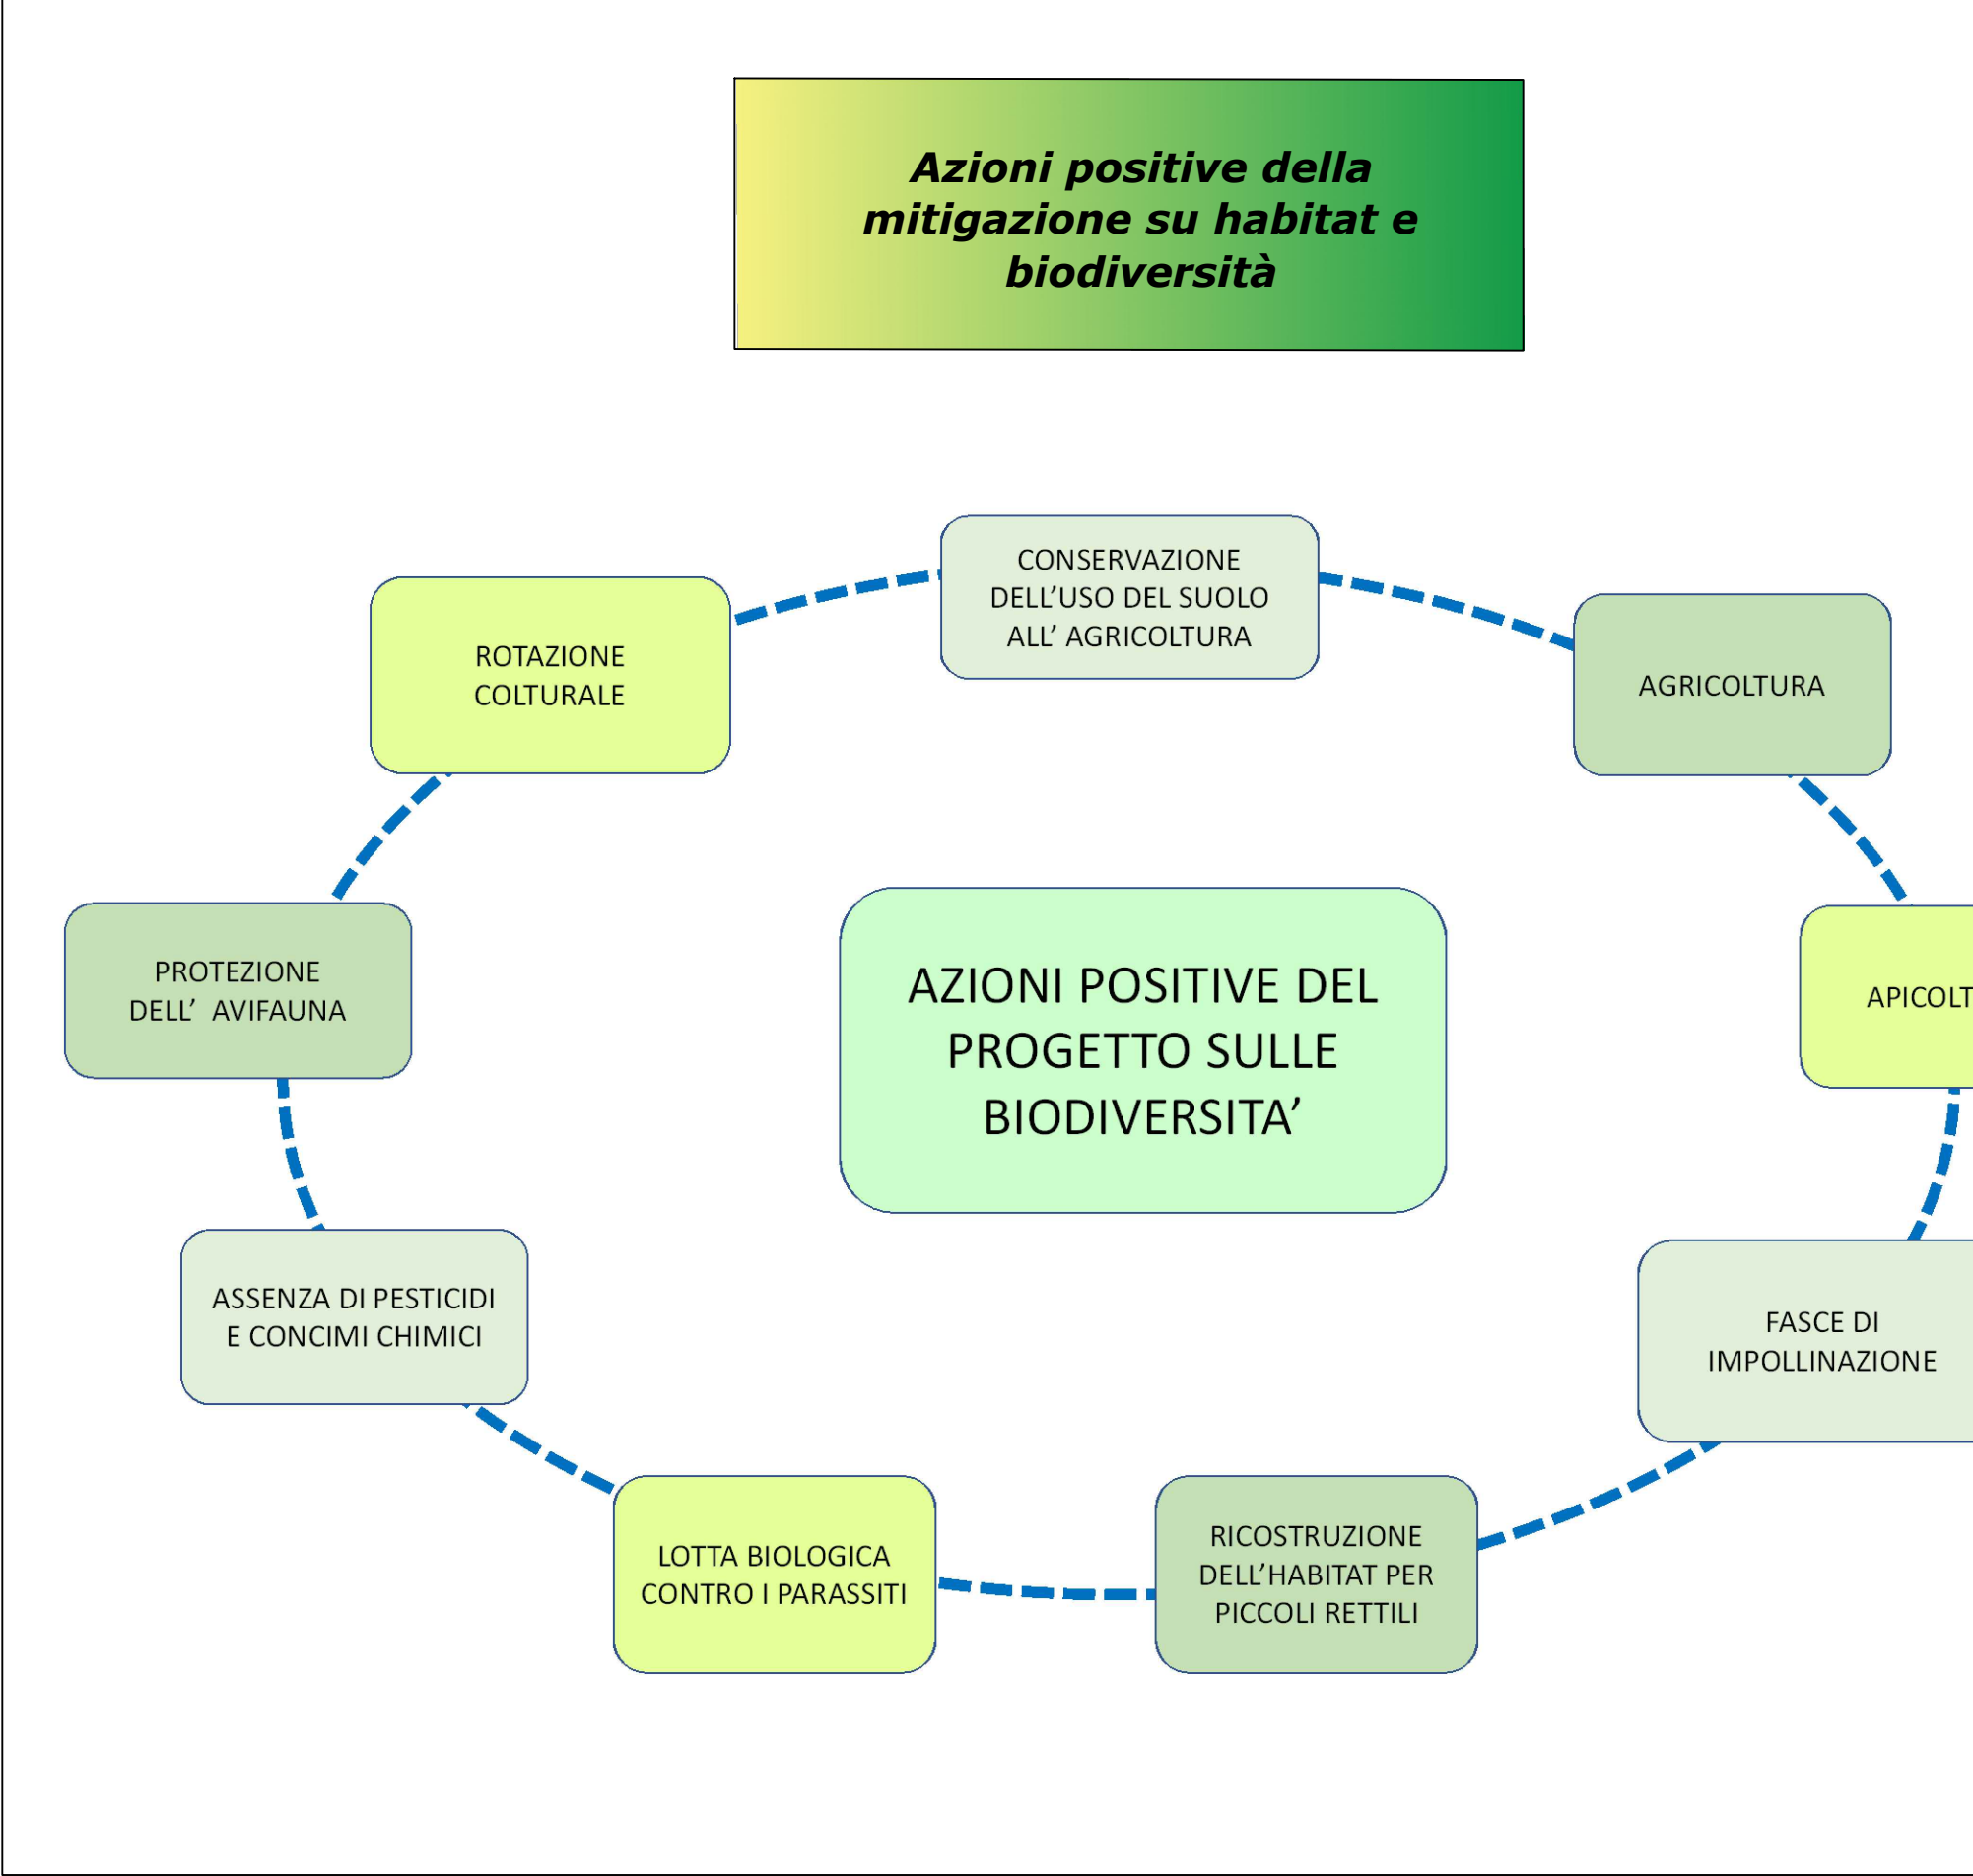 Azioni positive della
mitigazione su habitat e
biodiversità
CONSERVAZIONE
DELL’USO DEL SUOLO
ALL’ AGRICOLTURA
ROTAZIONE
COLTURALE
AGRICOLTURA
PROTEZIONE
DELL’ AVIFAUNA
AZIONI POSITIVE DEL
PROGETTO SULLE
BIODIVERSITA’
ASSENZA DI PESTICIDI
E CONCIMI CHIMICI
FASCE DI
IMPOLLINAZIONE
LOTTA BIOLOGICA
CONTRO I PARASSITI
RICOSTRUZIONE
DELL’HABITAT PER
PICCOLI RETTILI